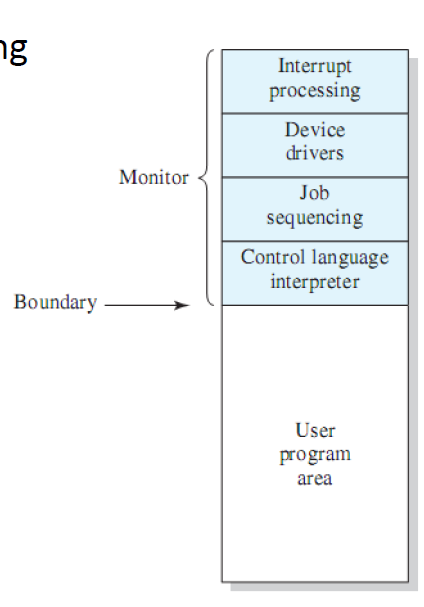 ng
Interrupt
processing
Device
drivers
Monitor
Job
sequencing
Control language
interpreter
Boundary
User
program
area